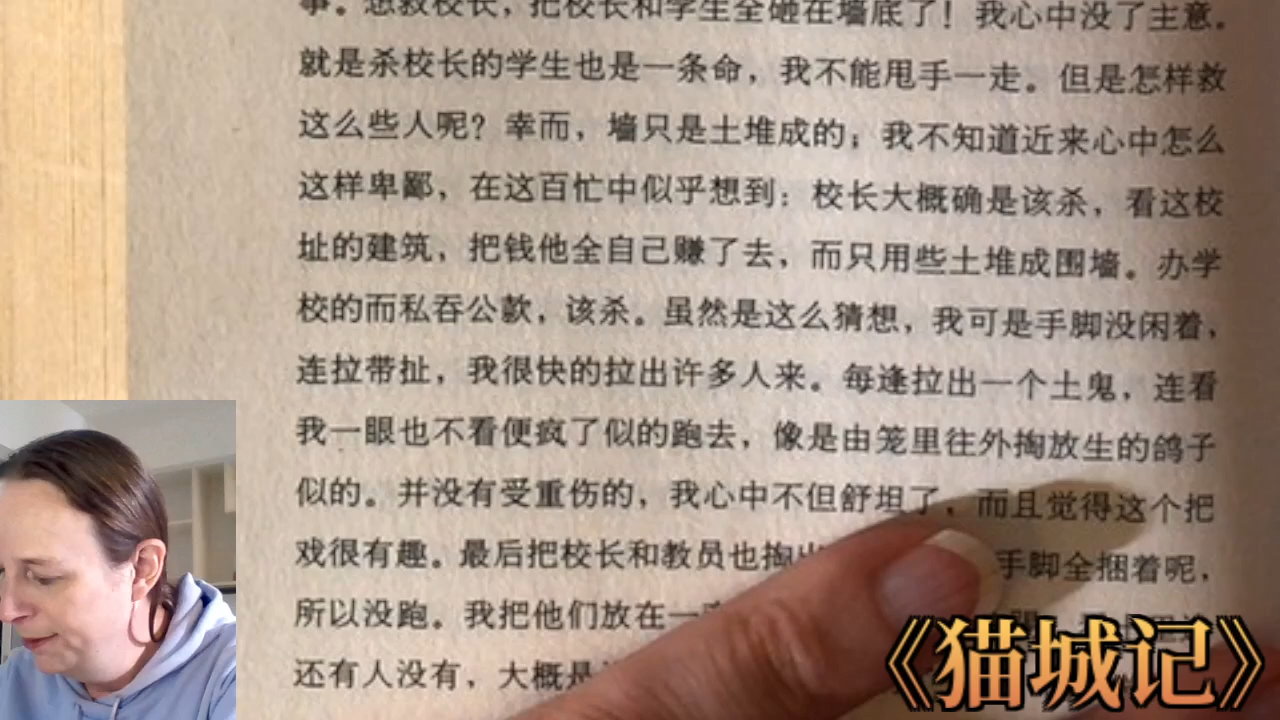 事。想救校长，把校长和学生全砸在墙底了！我心中没了主意。
就是杀校长的学生也是一条命，我不能甩手一走。但是怎样救
这么些人呢？幸而，墙只是土堆成的；我不知道近来心中怎么
这样卑鄙，在这百忙中似乎想到：校长大概确是该杀，看这校
址的建筑，把钱他全自己赚了去，而只用些土堆成围墙。办学
校的而私吞公款，该杀。虽然是这么猜想，我可是手脚没闲着，
连拉带扯，我很快的拉出许多人来。每逢拉出一个土鬼，连看
我一眼也不看便疯了似的跑去，像是由笼里往外掏放生的鸽子
似的。并没有受重伤的，我心中不但舒坦了，而且觉得这个把
戏很有趣。最后把校长和教员也掏出 手脚全捆着呢，
所以没跑。我把他们放在一
还有人没有，大概是
《猫城记》